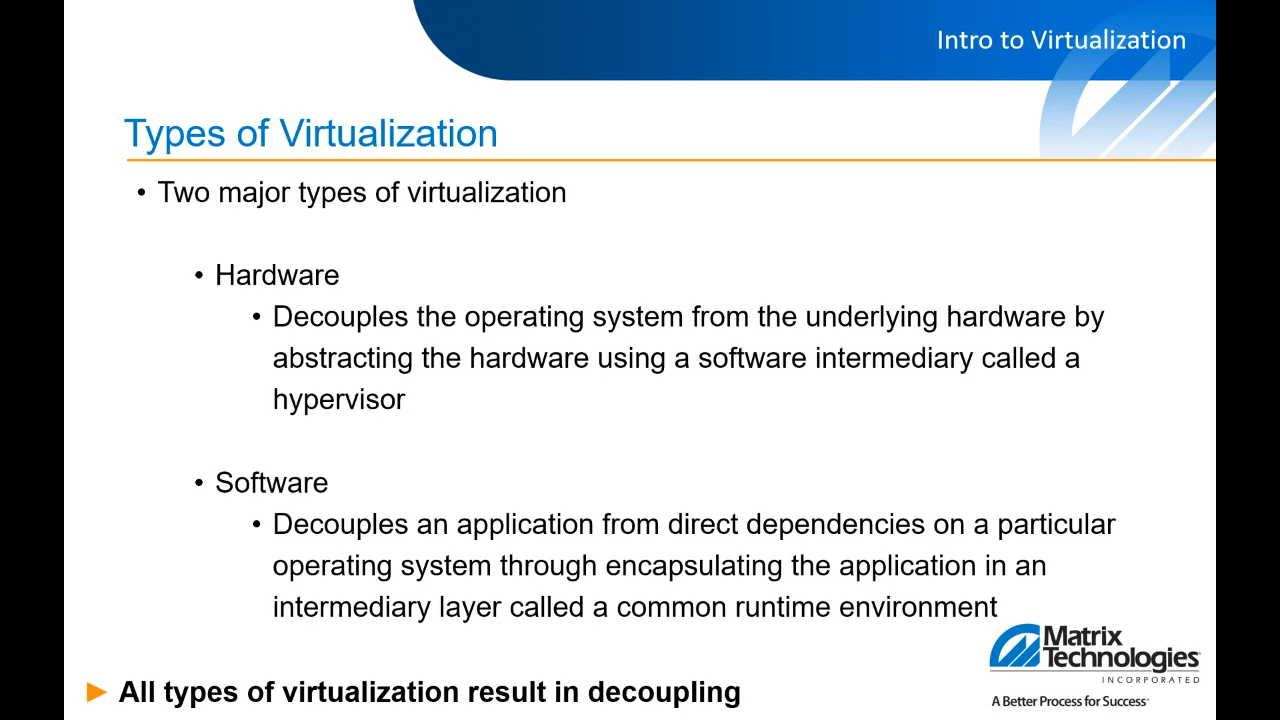 Intro to Virtualization
Types of Virtualization
• Two major types of virtualization
• Hardware
• Decouples the operating system from the underlying hardware by
abstracting the hardware using a software intermediary called a
hypervisor
• Software
• Decouples an application from direct dependencies on a particular
operating system through encapsulating the application in an
intermediary layer called a common runtime environment
Matrix
Technologies
INCORPORATED
A Better Process for Success
► All types of virtualization result in decoupling